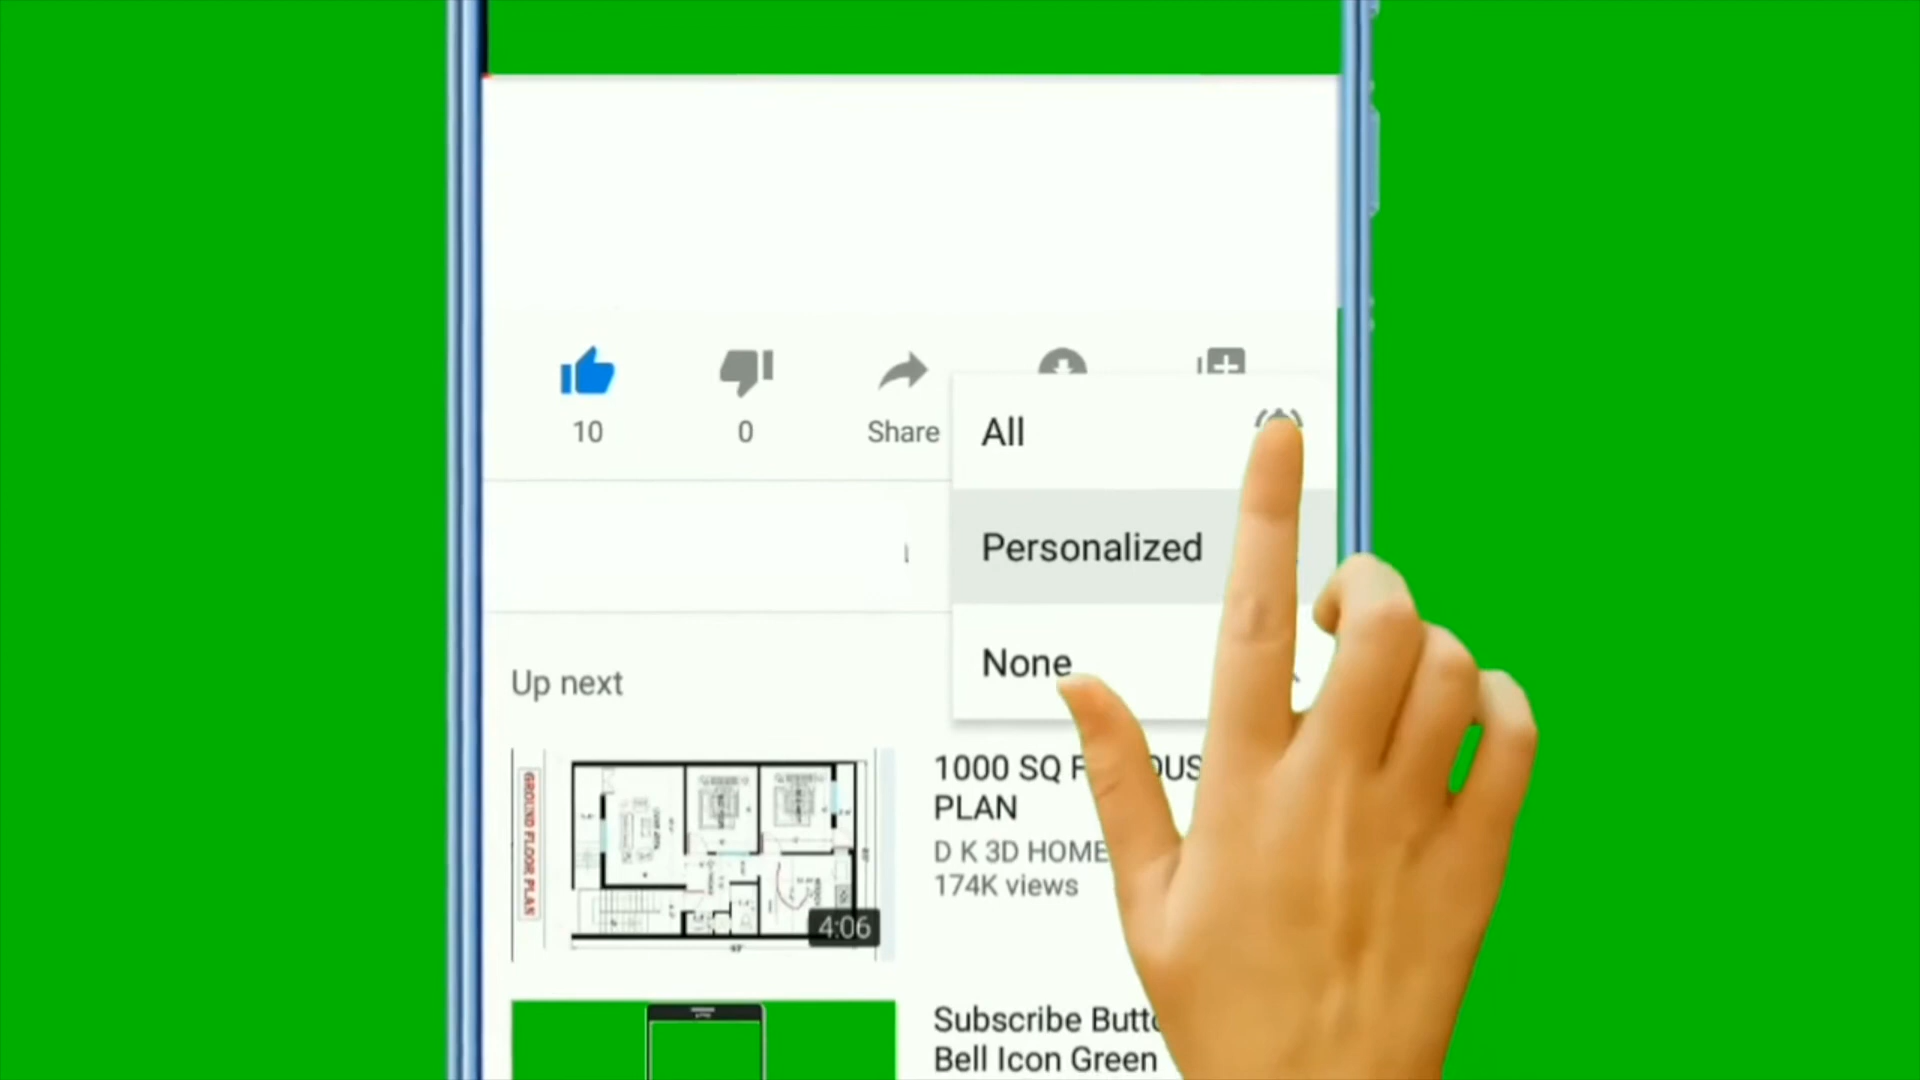 10
0
Share
All
Personalized
None
Up next
GROUND FLOOR PLAN
4:06
1000 SQ F
PLAN
D K 3D HOME
174K views
Subscribe Butto
Bell Icon Green